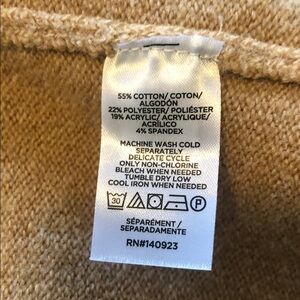 55% COTTON/ COTON/
ALGODÓN
22% POLYESTER/ POLIÉSTER
19% ACRYLIC/ ACRYLIQUE/
ACRÍLICO
4% SPANDEX
MACHINE WASH COLD
SEPARATELY
DELICATE CYCLE
ONLY NON-CHLORINE
BLEACH WHEN NEEDED
TUMBLE DRY LOW
COOL IRON WHEN NEEDED
30 P
SÉPARÉMENT /
SEPARADAMENTE
RN#140923